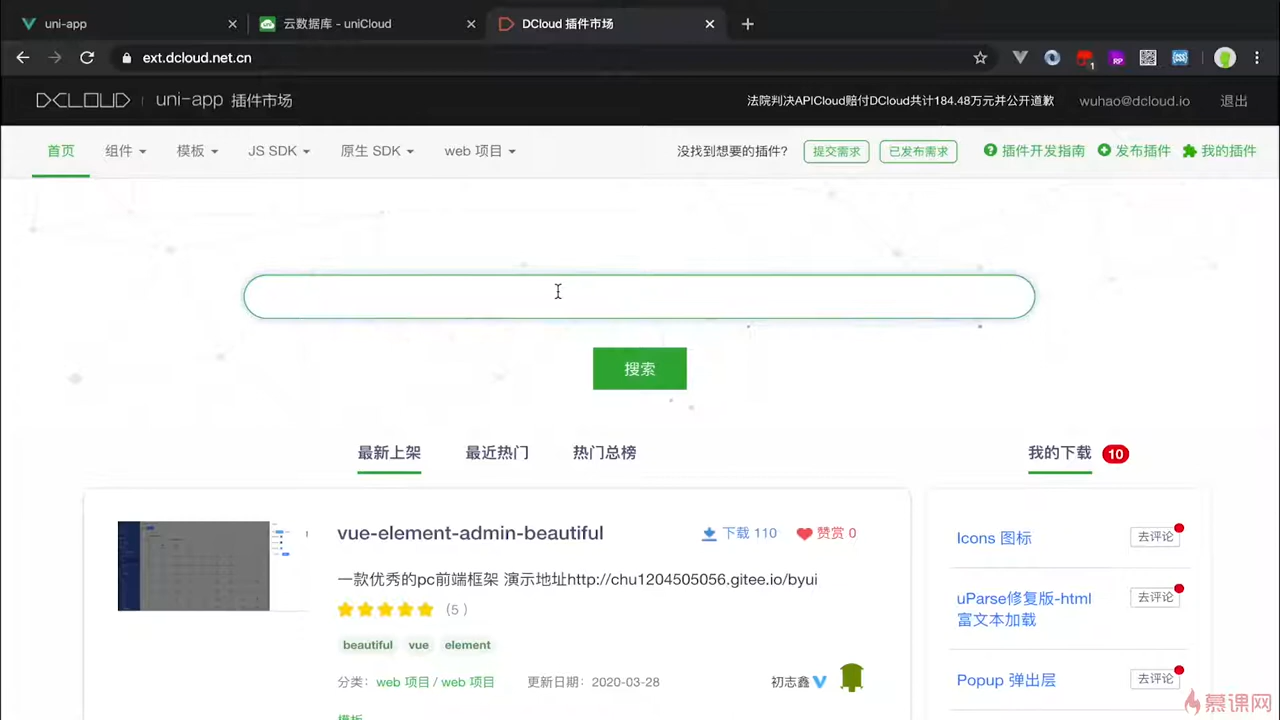 uni-app
云数据库 - uniCloud
DCloud 插件市场
ext.dcloud.net.cn
1
RP
DCLOUD uni-app 插件市场
法院判决APICloud赔付DCloud共计184.48万元并公开道歉
wuhao@dcloud.io
退出
首页
组件
模板
JS SDK
原生 SDK
web 项目
没找到想要的插件?
提交需求
已发布需求
插件开发指南
发布插件
我的插件
搜索
最新上架
最近热门
热门总榜
我的下载 10
vue-element-admin-beautiful
下载 110
赞赏 0
一款优秀的pc前端框架 演示地址http://chu1204505056.gitee.io/byui
(5 )
beautiful vue element
分类: web 项目 / web 项目
更新日期: 2020-03-28
初志鑫
模板
Icons 图标
去评论
uParse修复版-html
富文本加载
去评论
Popup 弹出层
去评论
慕课网